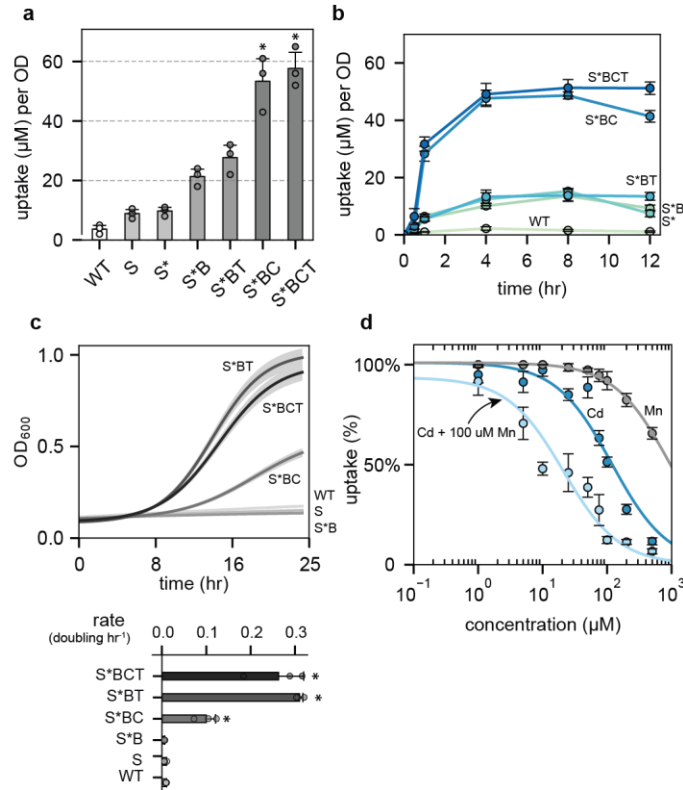 a
uptake (µM) per OD
60
40
20
0
*
*
WT
S
S*
S*B
S*BT
S*BC
S*BCT
b
uptake (µM) per OD
60
40
20
0
S*BCT
S*BC
S*BT
S*B
S*
WT
0
4
8
12
time (hr)
c
OD600
1.0
0.5
0.0
S*BT
S*BCT
S*BC
WT
S
S*B
0
8
16
25
time (hr)
d
uptake (%)
100%
50%
0%
Cd
Mn
Cd + 100 uM Mn
10⁻¹
10⁰
10¹
10²
10³
concentration (µM)
rate
(doubling hr⁻¹)
0.0
0.1
0.2
0.3
S*BCT
*
S*BT
*
S*BC
*
S*B
S
WT